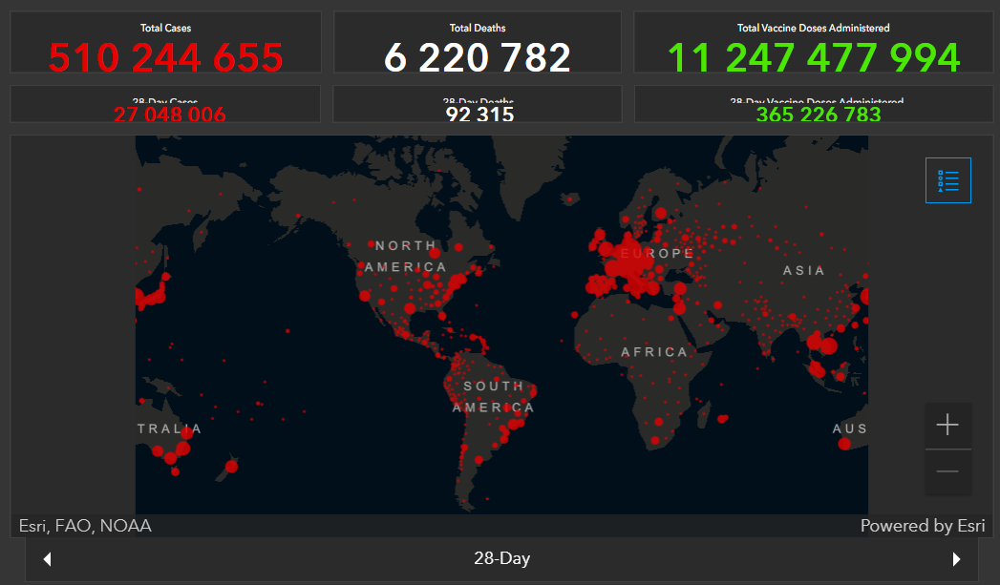 Total Cases
510 244 655
Total Deaths
6 220 782
Total Vaccine Doses Administered
11 247 477 994
28-Day Cases
27 048 006
28-Day Deaths
92 315
28-Day Vaccine Doses Administered
365 226 783
NORTH
AMERICA
EUROPE
ASIA
AFRICA
SOUTH
AMERICA
TRALIA
AUS
Esri, FAO, NOAA
Powered by Esri
28-Day